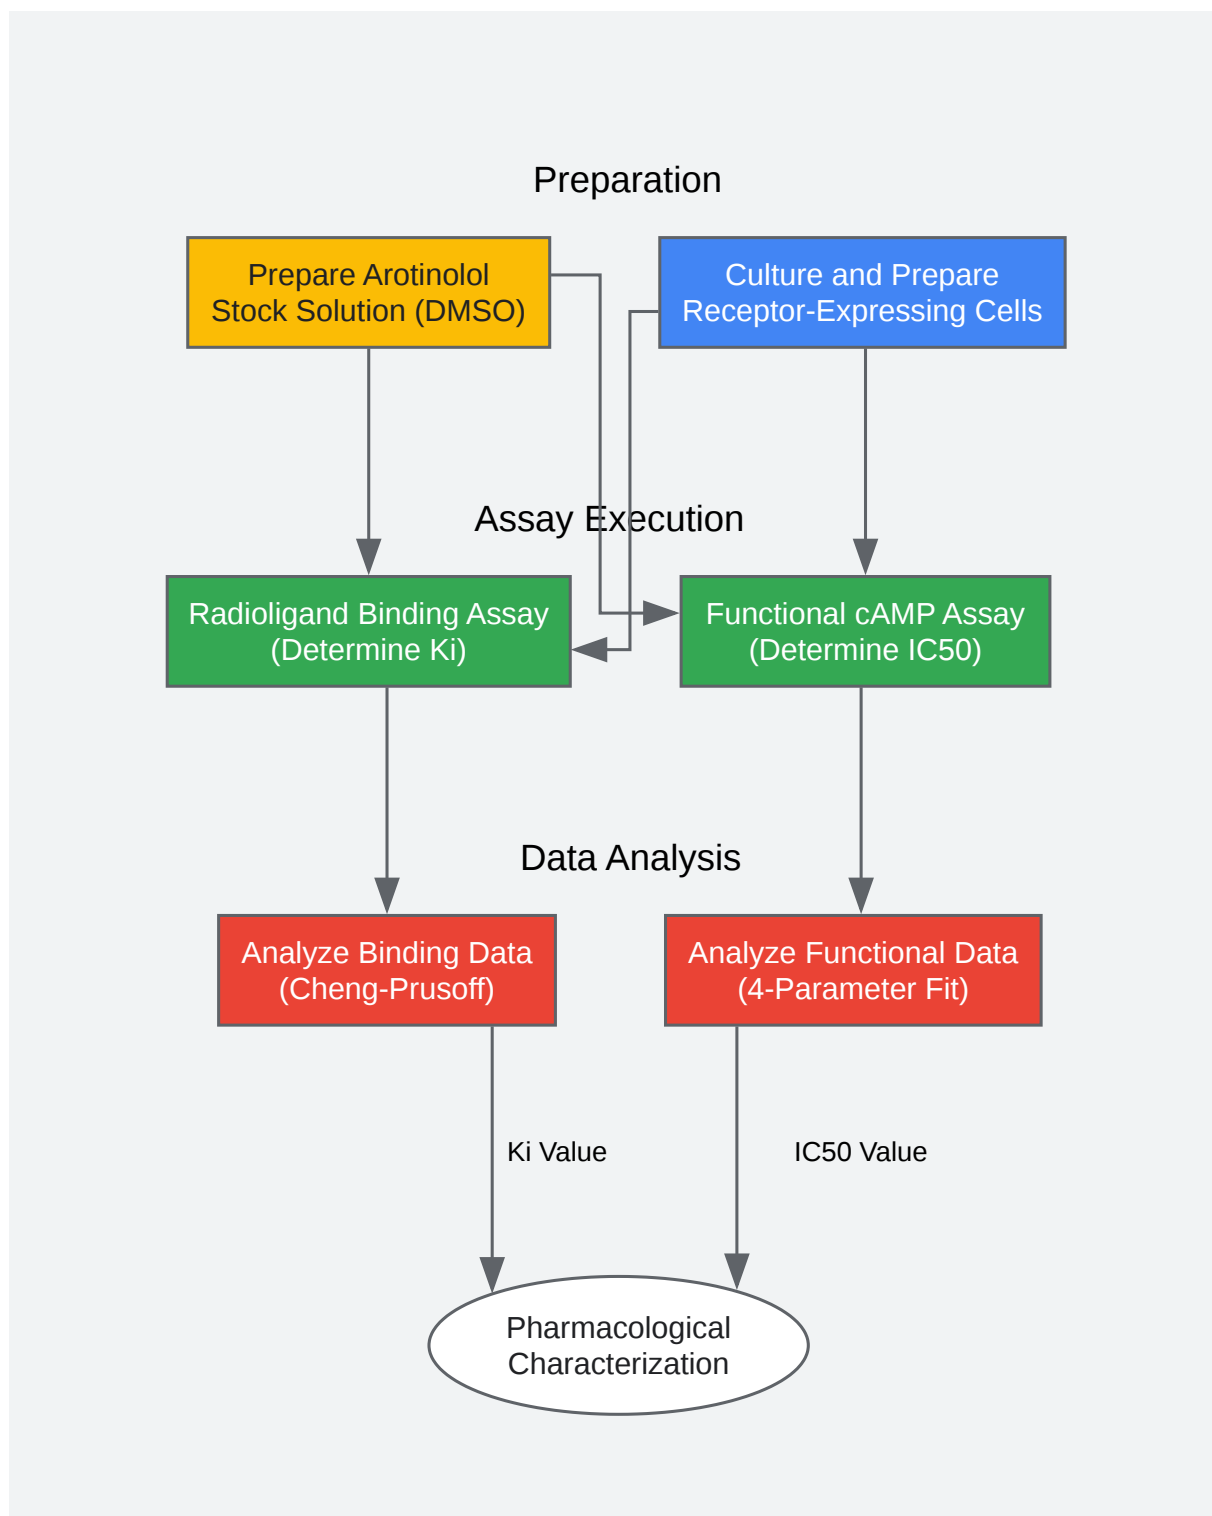 Preparation
Prepare Arotinolol
Stock Solution (DMSO)
Culture and Prepare
Receptor-Expressing Cells
Assay Execution
Radioligand Binding Assay
(Determine Ki)
Functional cAMP Assay
(Determine IC50)
Data Analysis
Analyze Binding Data
(Cheng-Prusoff)
Analyze Functional Data
(4-Parameter Fit)
Ki Value
IC50 Value
Pharmacological
Characterization